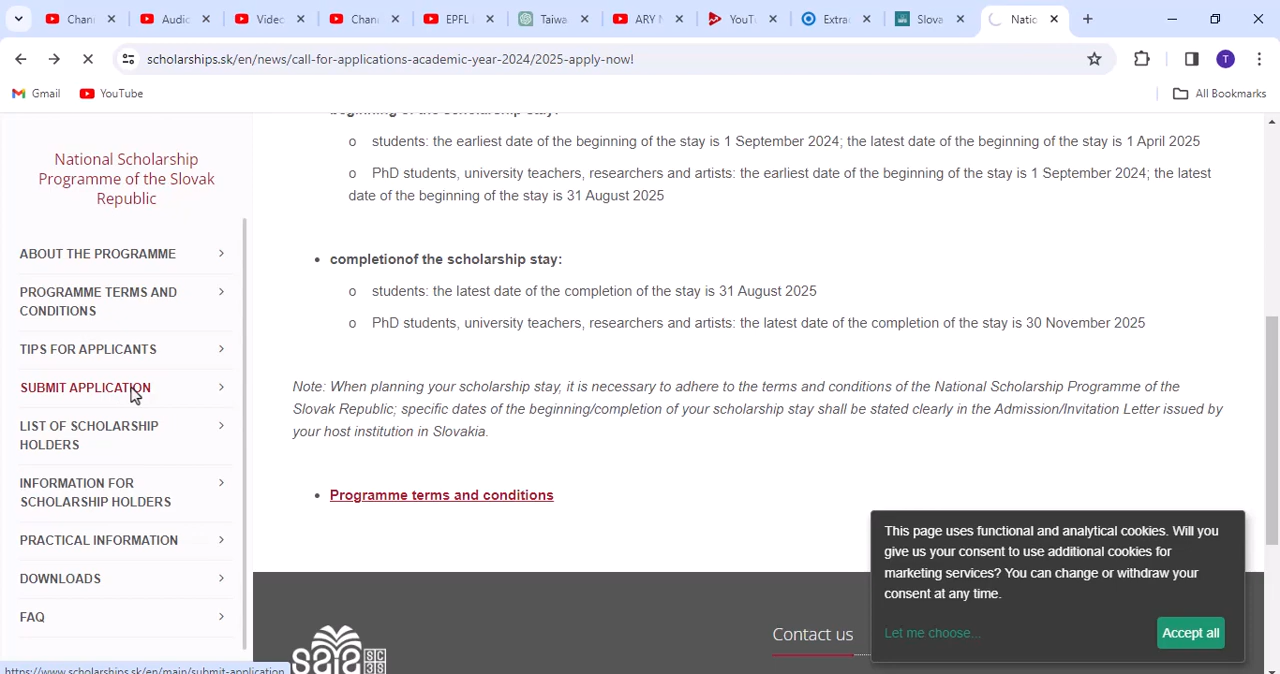 Chann
Audic
Video
Chan
EPFL
Taiwa
ARY N
YouTu
Extrac
Slova
Natio
scholarships.sk/en/news/call-for-applications-academic-year-2024/2025-apply-now!
T
Gmail
YouTube
All Bookmarks
National Scholarship
Programme of the Slovak
Republic
ABOUT THE PROGRAMME
PROGRAMME TERMS AND
CONDITIONS
TIPS FOR APPLICANTS
SUBMIT APPLICATION
LIST OF SCHOLARSHIP
HOLDERS
INFORMATION FOR
SCHOLARSHIP HOLDERS
PRACTICAL INFORMATION
DOWNLOADS
FAQ
https://www.scholarships.sk/en/main/submit-application
beginning of the scholarship stay:
o students: the earliest date of the beginning of the stay is 1 September 2024; the latest date of the beginning of the stay is 1 April 2025
o PhD students, university teachers, researchers and artists: the earliest date of the beginning of the stay is 1 September 2024; the latest
date of the beginning of the stay is 31 August 2025
• completionof the scholarship stay:
o students: the latest date of the completion of the stay is 31 August 2025
o PhD students, university teachers, researchers and artists: the latest date of the completion of the stay is 30 November 2025
Note: When planning your scholarship stay, it is necessary to adhere to the terms and conditions of the National Scholarship Programme of the
Slovak Republic; specific dates of the beginning/completion of your scholarship stay shall be stated clearly in the Admission/Invitation Letter issued by
your host institution in Slovakia.
• Programme terms and conditions
This page uses functional and analytical cookies. Will you
give us your consent to use additional cookies for
marketing services? You can change or withdraw your
consent at any time.
Let me choose...
Accept all
saia
Contact us